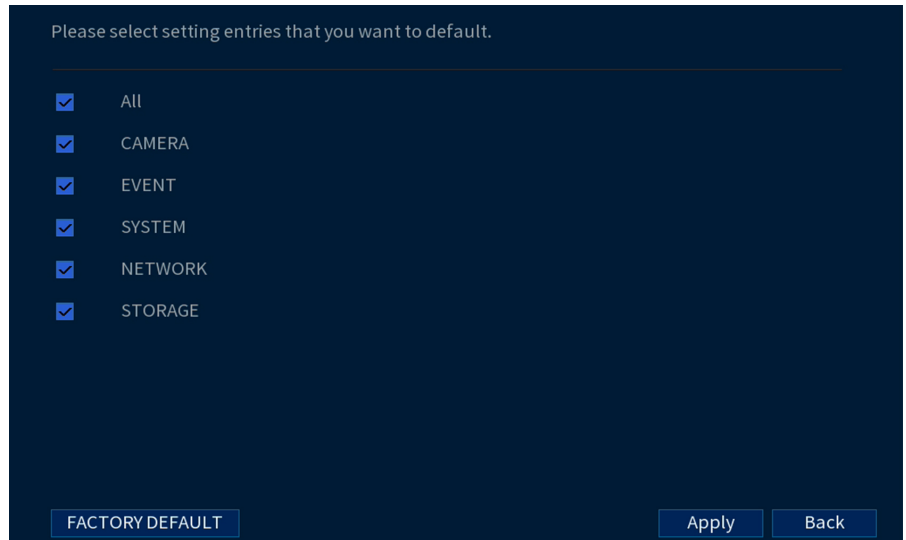 Please select setting entries that you want to default.
All
CAMERA
EVENT
SYSTEM
NETWORK
STORAGE
FACTORY DEFAULT Apply Back